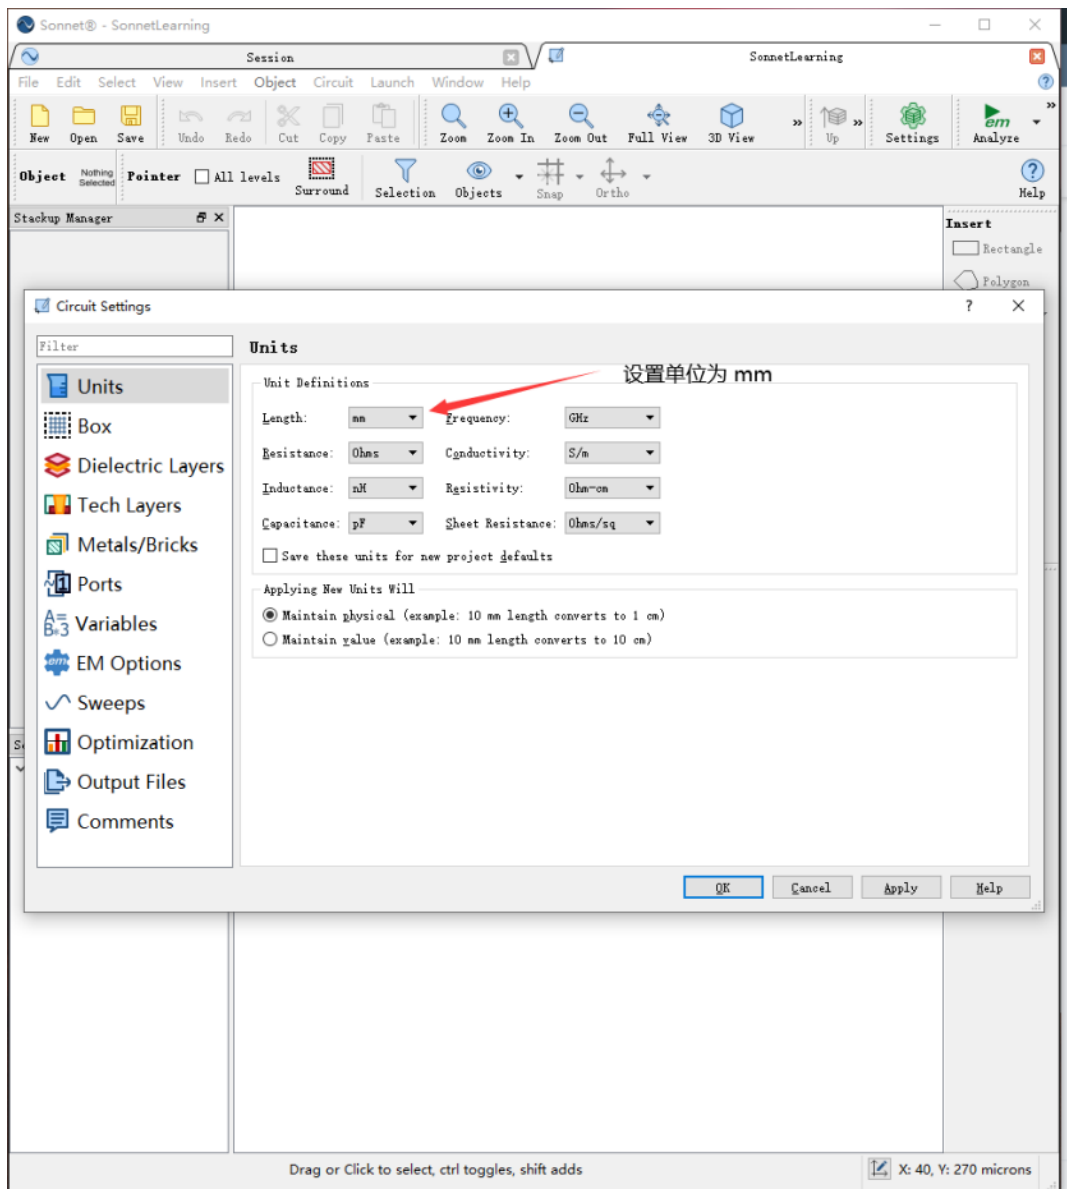 Sonnet® - SonnetLearning
Session
SonnetLearning
File Edit Select View Insert Object Circuit Launch Window Help
New Open Save Undo Redo Cut Copy Paste Zoom Zoom In Zoom Out Full View 3D View » Up » Settings em Analyze »
Object Nothing Selected Pointer All levels Surround Selection Objects Snap Ortho Help
Stackup Manager
Insert
Rectangle
Polygon
Circuit Settings
Filter
Units
Box
Dielectric Layers
Tech Layers
Metals/Bricks
Ports
Variables
EM Options
Sweeps
Optimization
Output Files
Comments
Units
设置单位为 mm
Unit Definitions
Length: mm Frequency: GHz
Resistance: Ohms Conductivity: S/m
Inductance: nH Resistivity: Ohm-cm
Capacitance: pF Sheet Resistance: Ohms/sq
Save these units for new project defaults
Applying New Units Will
Maintain physical (example: 10 mm length converts to 1 cm)
Maintain value (example: 10 mm length converts to 10 cm)
OK Cancel Apply Help
Drag or Click to select, ctrl toggles, shift adds
X: 40, Y: 270 microns